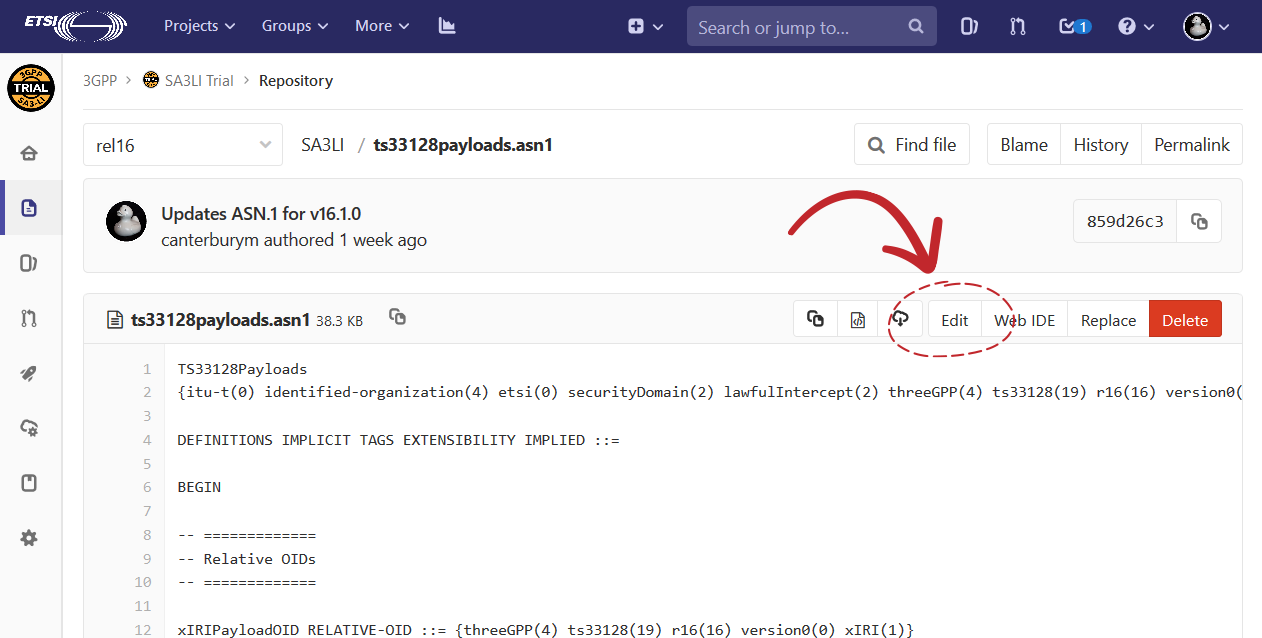 ETSI Projects Groups More Search or jump to... 1
3GPP TRIAL SA3-LI
3GPP > SA3LI Trial > Repository
rel16 SA3LI / ts33128payloads.asn1 Find file Blame History Permalink
Updates ASN.1 for v16.1.0
canterburym authored 1 week ago
859d26c3
ts33128payloads.asn1 38.3 KB Edit Web IDE Replace Delete
1 TS33128Payloads
2 {itu-t(0) identified-organization(4) etsi(0) securityDomain(2) lawfulIntercept(2) threeGPP(4) ts33128(19) r16(16) version0(
3
4 DEFINITIONS IMPLICIT TAGS EXTENSIBILITY IMPLIED ::=
5
6 BEGIN
7
8 -- =============
9 -- Relative OIDs
10 -- =============
11
12 xIRIPayloadOID RELATIVE-OID ::= {threeGPP(4) ts33128(19) r16(16) version0(0) xIRI(1)}